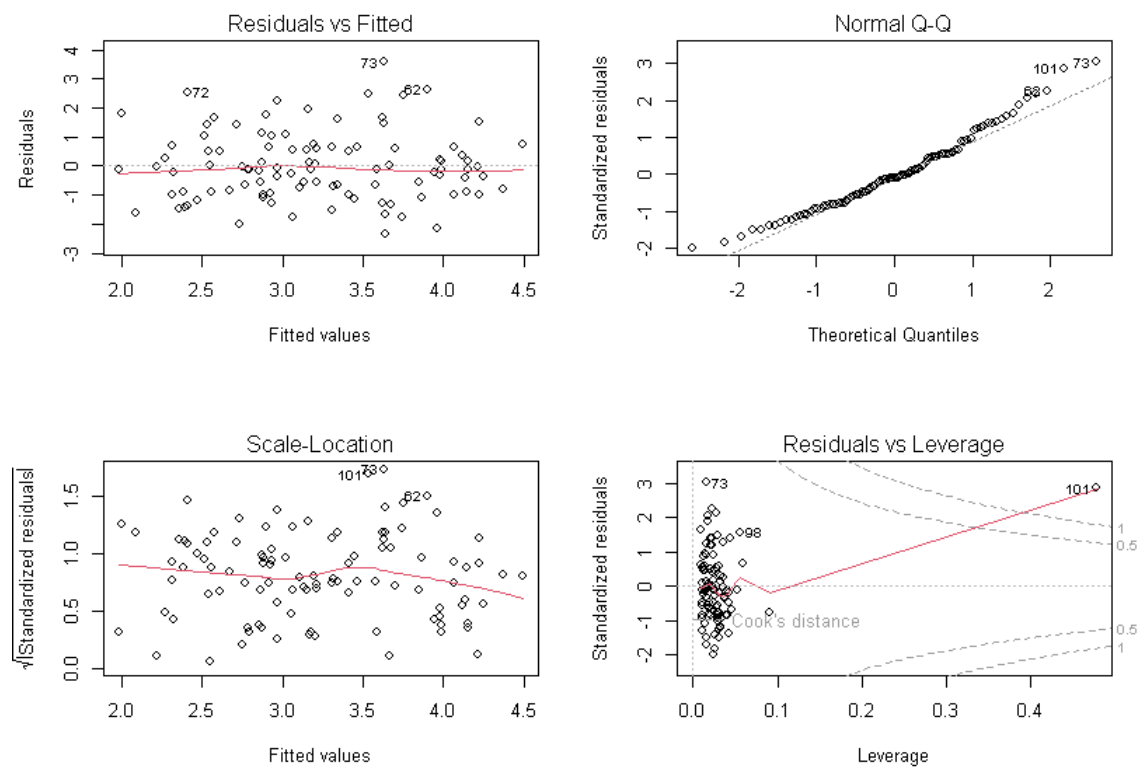 Residuals vs Fitted
Residuals
4
3
2
1
0
-1
-3
73
72
62
2.0 2.5 3.0 3.5 4.0 4.5
Fitted values
Normal Q-Q
Standardized residuals
3
2
1
0
-1
-2
101 73
62
-2 -1 0 1 2
Theoretical Quantiles
Scale-Location
√|Standardized residuals|
1.5
1.0
0.5
0.0
101 73
62
2.0 2.5 3.0 3.5 4.0 4.5
Fitted values
Residuals vs Leverage
Standardized residuals
3
2
1
0
-1
-2
73
101
98
1
0.5
0.5
1
Cook's distance
0.0 0.1 0.2 0.3 0.4
Leverage